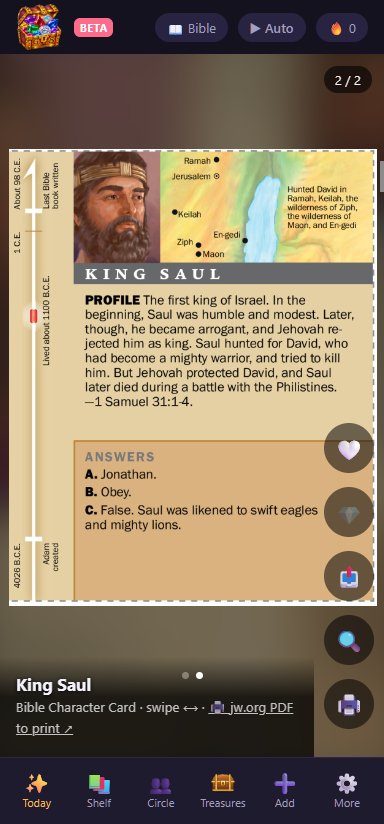 BETA
Bible
Auto
0
2 / 2
About 98 C.E.
Last Bible
book written
1 C.E.
Lived about 1100 B.C.E.
4026 B.C.E.
Adam
created
Ramah
Jerusalem
Keilah
Ziph
En-gedi
Maon
Hunted David in
Ramah, Keilah, the
wilderness of Ziph,
the wilderness of
Maon, and En-gedi
KING SAUL
PROFILE The first king of Israel. In the
beginning, Saul was humble and modest. Later,
though, he became arrogant, and Jehovah re-
jected him as king. Saul hunted for David, who
had become a mighty warrior, and tried to kill
him. But Jehovah protected David, and Saul
later died during a battle with the Philistines.
—1 Samuel 31:1-4.
ANSWERS
A. Jonathan.
B. Obey.
C. False. Saul was likened to swift eagles
and mighty lions.
King Saul
Bible Character Card · swipe ↔ · jw.org PDF
to print ↗
Today
Shelf
Circle
Treasures
Add
More